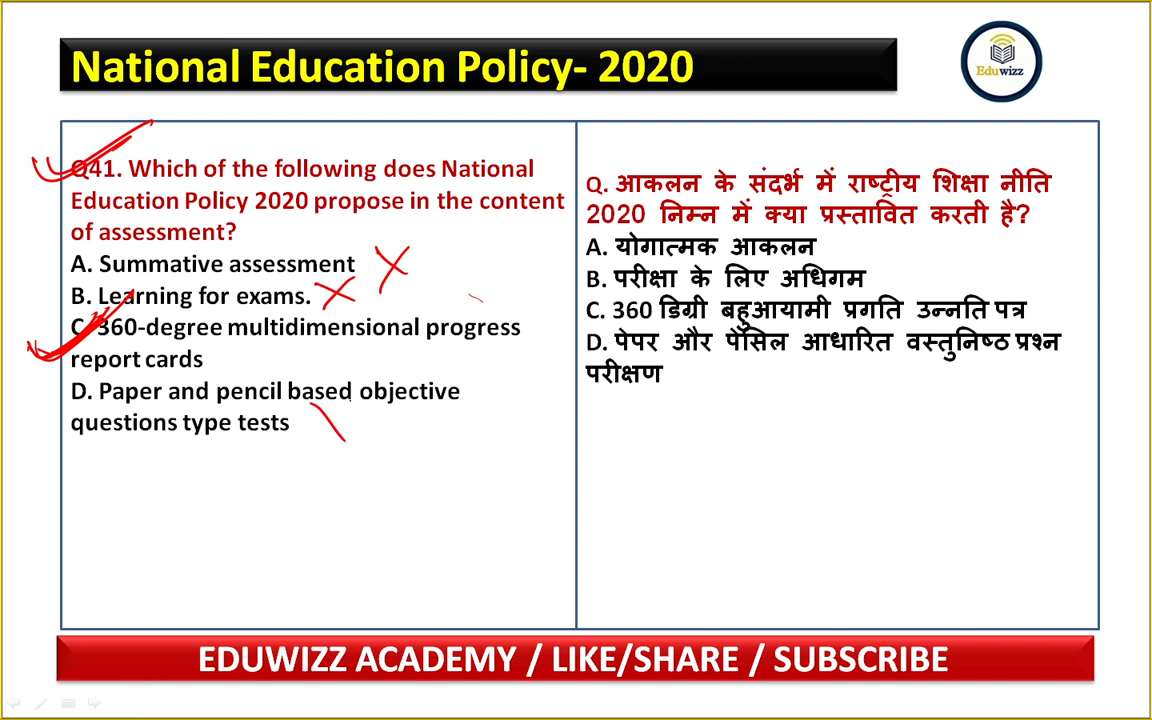 National Education Policy- 2020
Eduwizz
Q41. Which of the following does National
Education Policy 2020 propose in the content
of assessment?
A. Summative assessment
B. Learning for exams.
C. 360-degree multidimensional progress
report cards
D. Paper and pencil based objective
questions type tests
Q. आकलन के संदर्भ में राष्ट्रीय शिक्षा नीति
2020 निम्न में क्या प्रस्तावित करती है?
A. योगात्मक आकलन
B. परीक्षा के लिए अधिगम
C. 360 डिग्री बहुआयामी प्रगति उन्नति पत्र
D. पेपर और पेंसिल आधारित वस्तुनिष्ठ प्रश्न
परीक्षण
EDUWIZZ ACADEMY / LIKE/SHARE / SUBSCRIBE